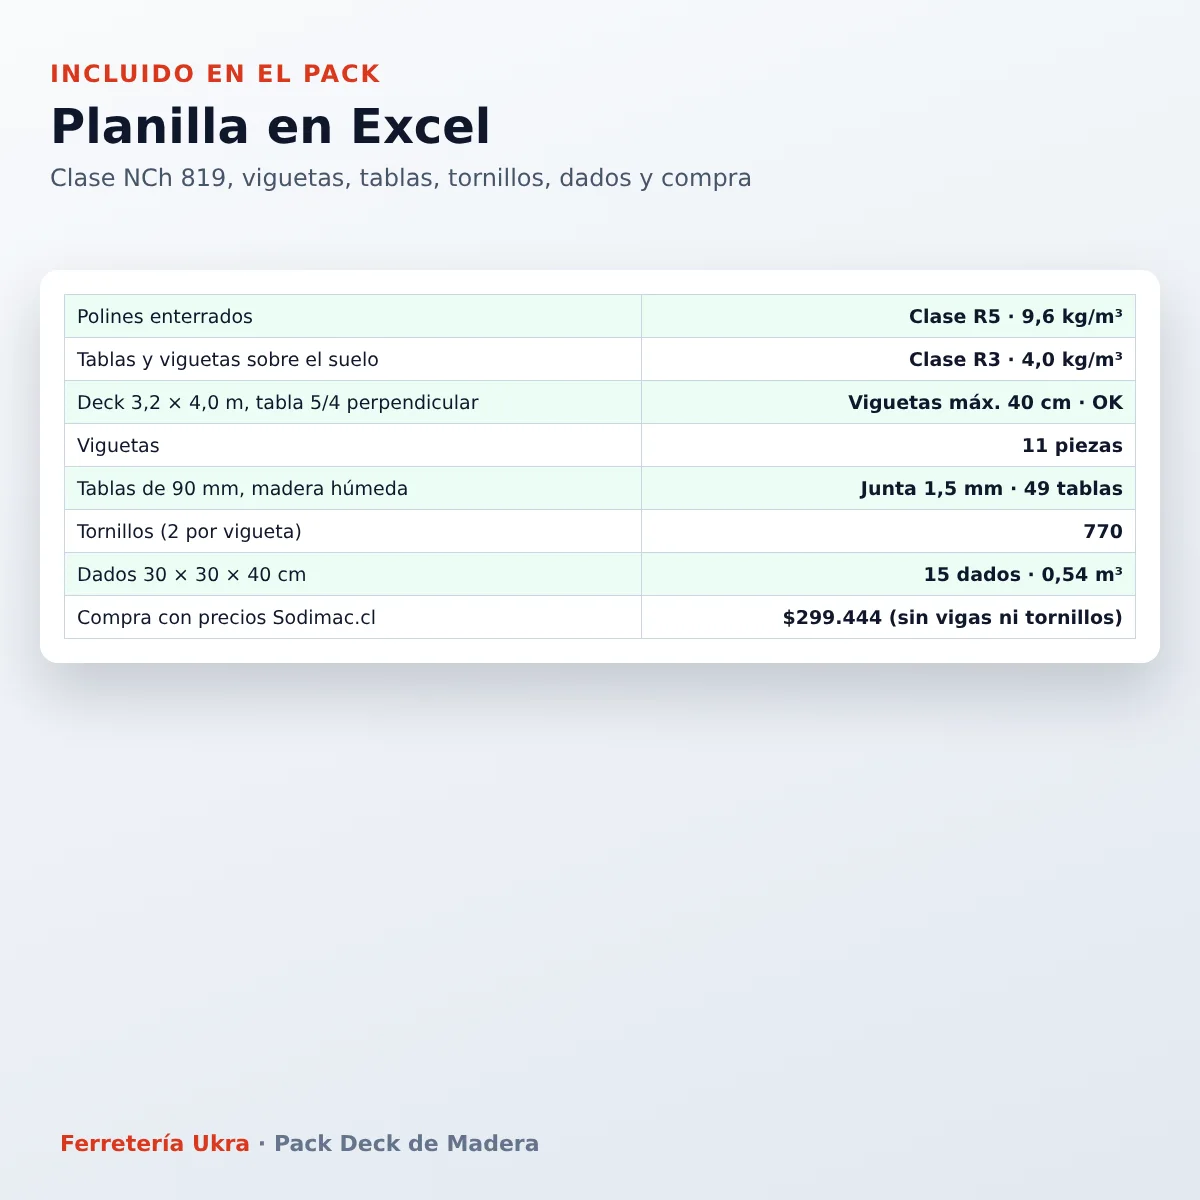 INCLUIDO EN EL PACK
Planilla en Excel
Clase NCh 819, viguetas, tablas, tornillos, dados y compra
Polines enterrados Clase R5 · 9,6 kg/m³
Tablas y viguetas sobre el suelo Clase R3 · 4,0 kg/m³
Deck 3,2 × 4,0 m, tabla 5/4 perpendicular Viguetas máx. 40 cm · OK
Viguetas 11 piezas
Tablas de 90 mm, madera húmeda Junta 1,5 mm · 49 tablas
Tornillos (2 por vigueta) 770
Dados 30 × 30 × 40 cm 15 dados · 0,54 m³
Compra con precios Sodimac.cl $299.444 (sin vigas ni tornillos)
Ferretería Ukra · Pack Deck de Madera